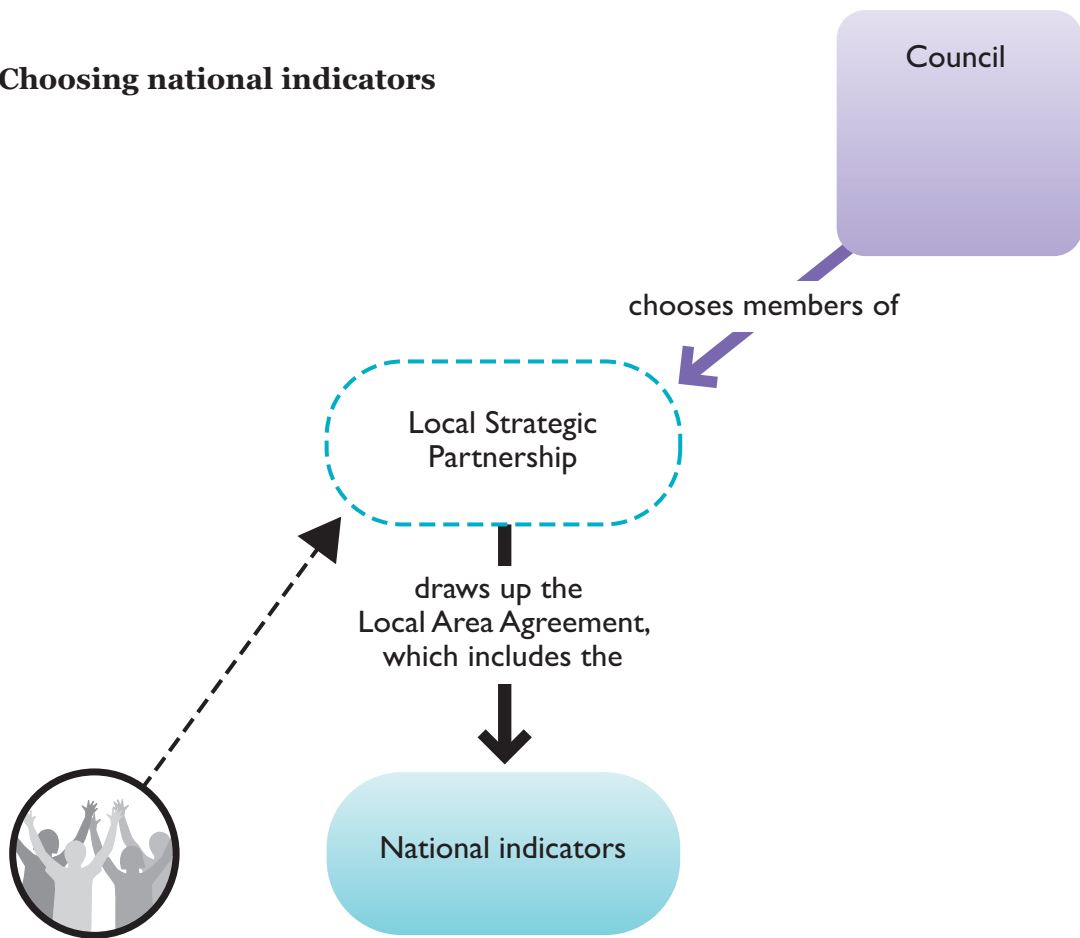 Choosing national indicators
Council
chooses members of
Local Strategic
Partnership
draws up the
Local Area Agreement,
which includes the
National indicators